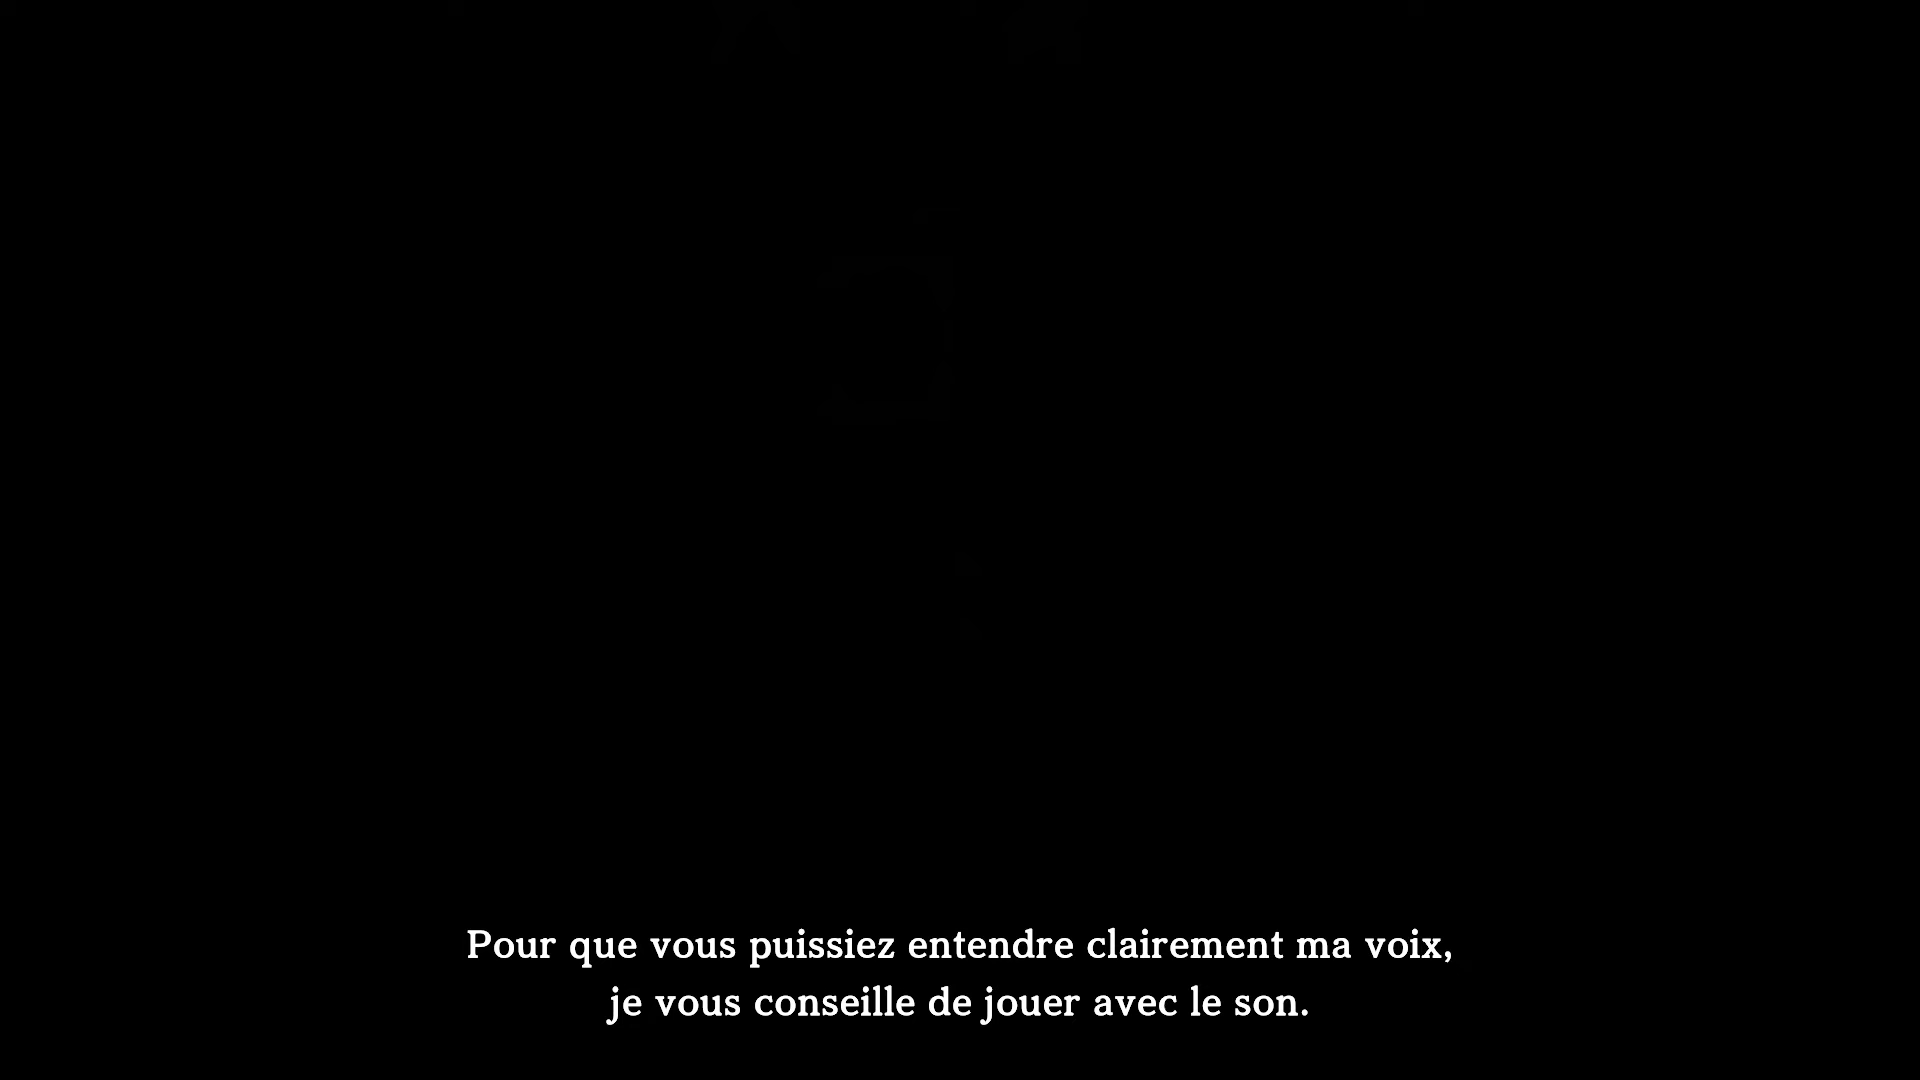 Pour que vous puissiez entendre clairement ma voix,
je vous conseille de jouer avec le son.